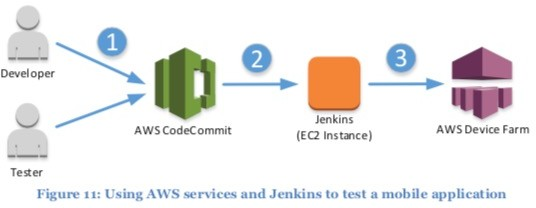 Developer
Tester
1
AWS CodeCommit
2
Jenkins
(EC2 Instance)
3
AWS Device Farm
Figure 11: Using AWS services and Jenkins to test a mobile application